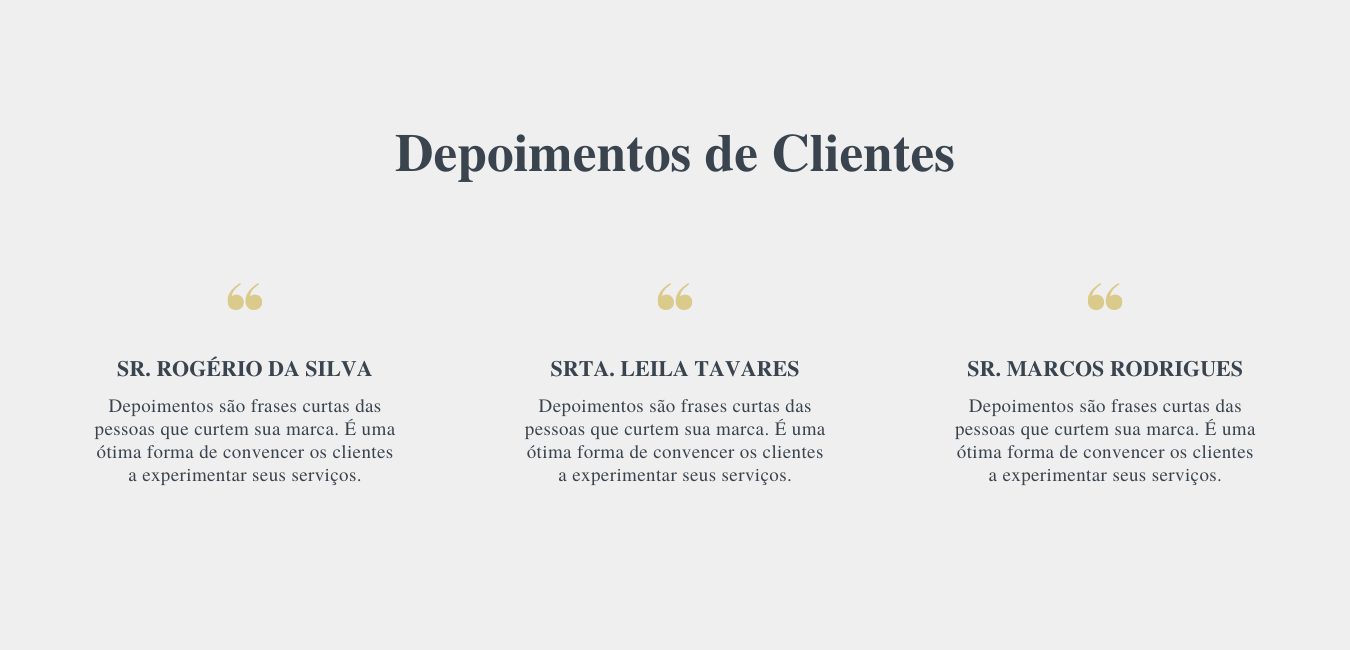 Depoimentos de Clientes
❝
SR. ROGÉRIO DA SILVA
Depoimentos são frases curtas das
pessoas que curtem sua marca. É uma
ótima forma de convencer os clientes
a experimentar seus serviços.
❝
SRTA. LEILA TAVARES
Depoimentos são frases curtas das
pessoas que curtem sua marca. É uma
ótima forma de convencer os clientes
a experimentar seus serviços.
❝
SR. MARCOS RODRIGUES
Depoimentos são frases curtas das
pessoas que curtem sua marca. É uma
ótima forma de convencer os clientes
a experimentar seus serviços.